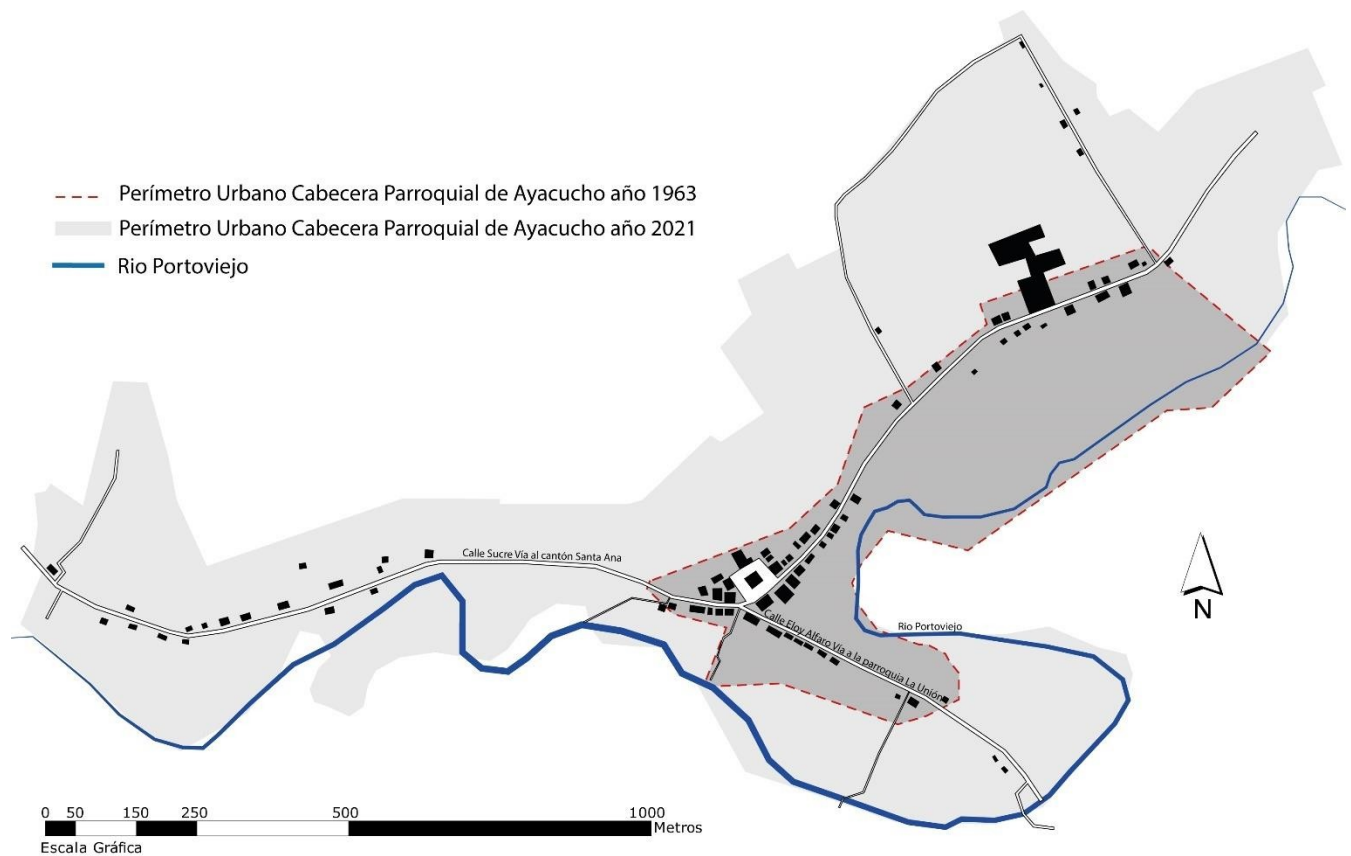 Perímetro Urbano Cabecera Parroquial de Ayacucho año 1963
Perímetro Urbano Cabecera Parroquial de Ayacucho año 2021
Rio Portoviejo
Calle Sucre Vía al cantón Santa Ana
Calle Eloy Alfaro Vía a la parroquia La Unión
Rio Portoviejo
N
0 50 150 250 500 1000
Metros
Escala Gráfica